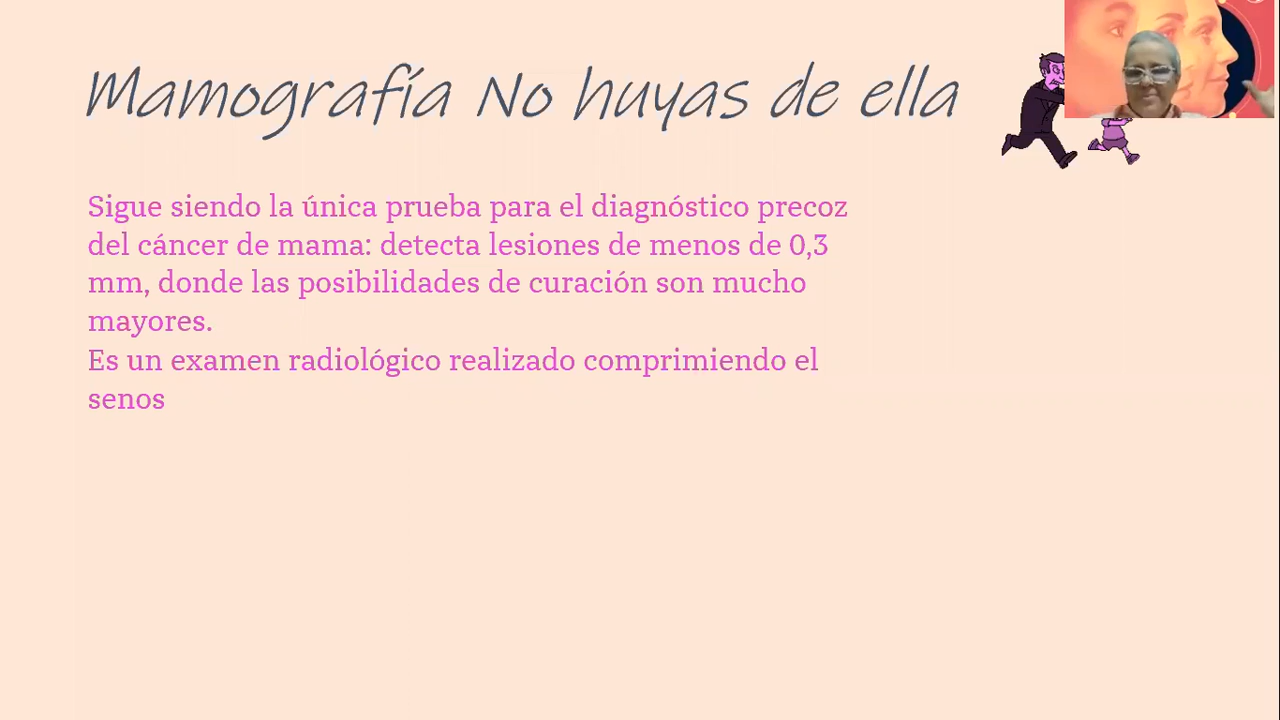 Mamografía No huyas de ella
Sigue siendo la única prueba para el diagnóstico precoz
del cáncer de mama: detecta lesiones de menos de 0,3
mm, donde las posibilidades de curación son mucho
mayores.
Es un examen radiológico realizado comprimiendo el
senos